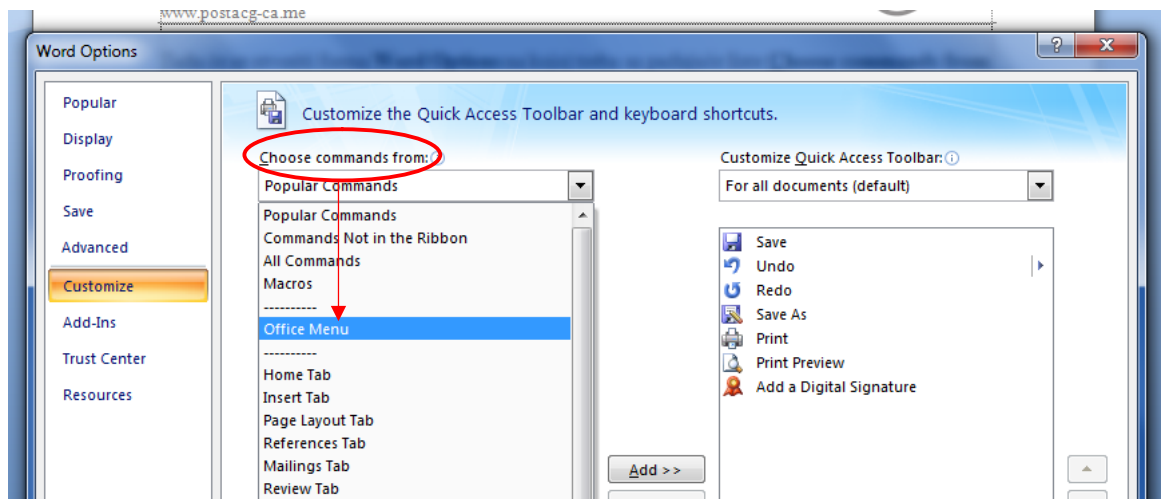 www.postacg-ca.me
Word Options
?
X
Popular
Display
Proofing
Save
Advanced
Customize
Add-Ins
Trust Center
Resources
Customize the Quick Access Toolbar and keyboard shortcuts.
Choose commands from:
Popular Commands
Popular Commands
Commands Not in the Ribbon
All Commands
Macros
----------
Office Menu
----------
Home Tab
Insert Tab
Page Layout Tab
References Tab
Mailings Tab
Review Tab
Add >>
Customize Quick Access Toolbar:
For all documents (default)
Save
Undo
Redo
Save As
Print
Print Preview
Add a Digital Signature